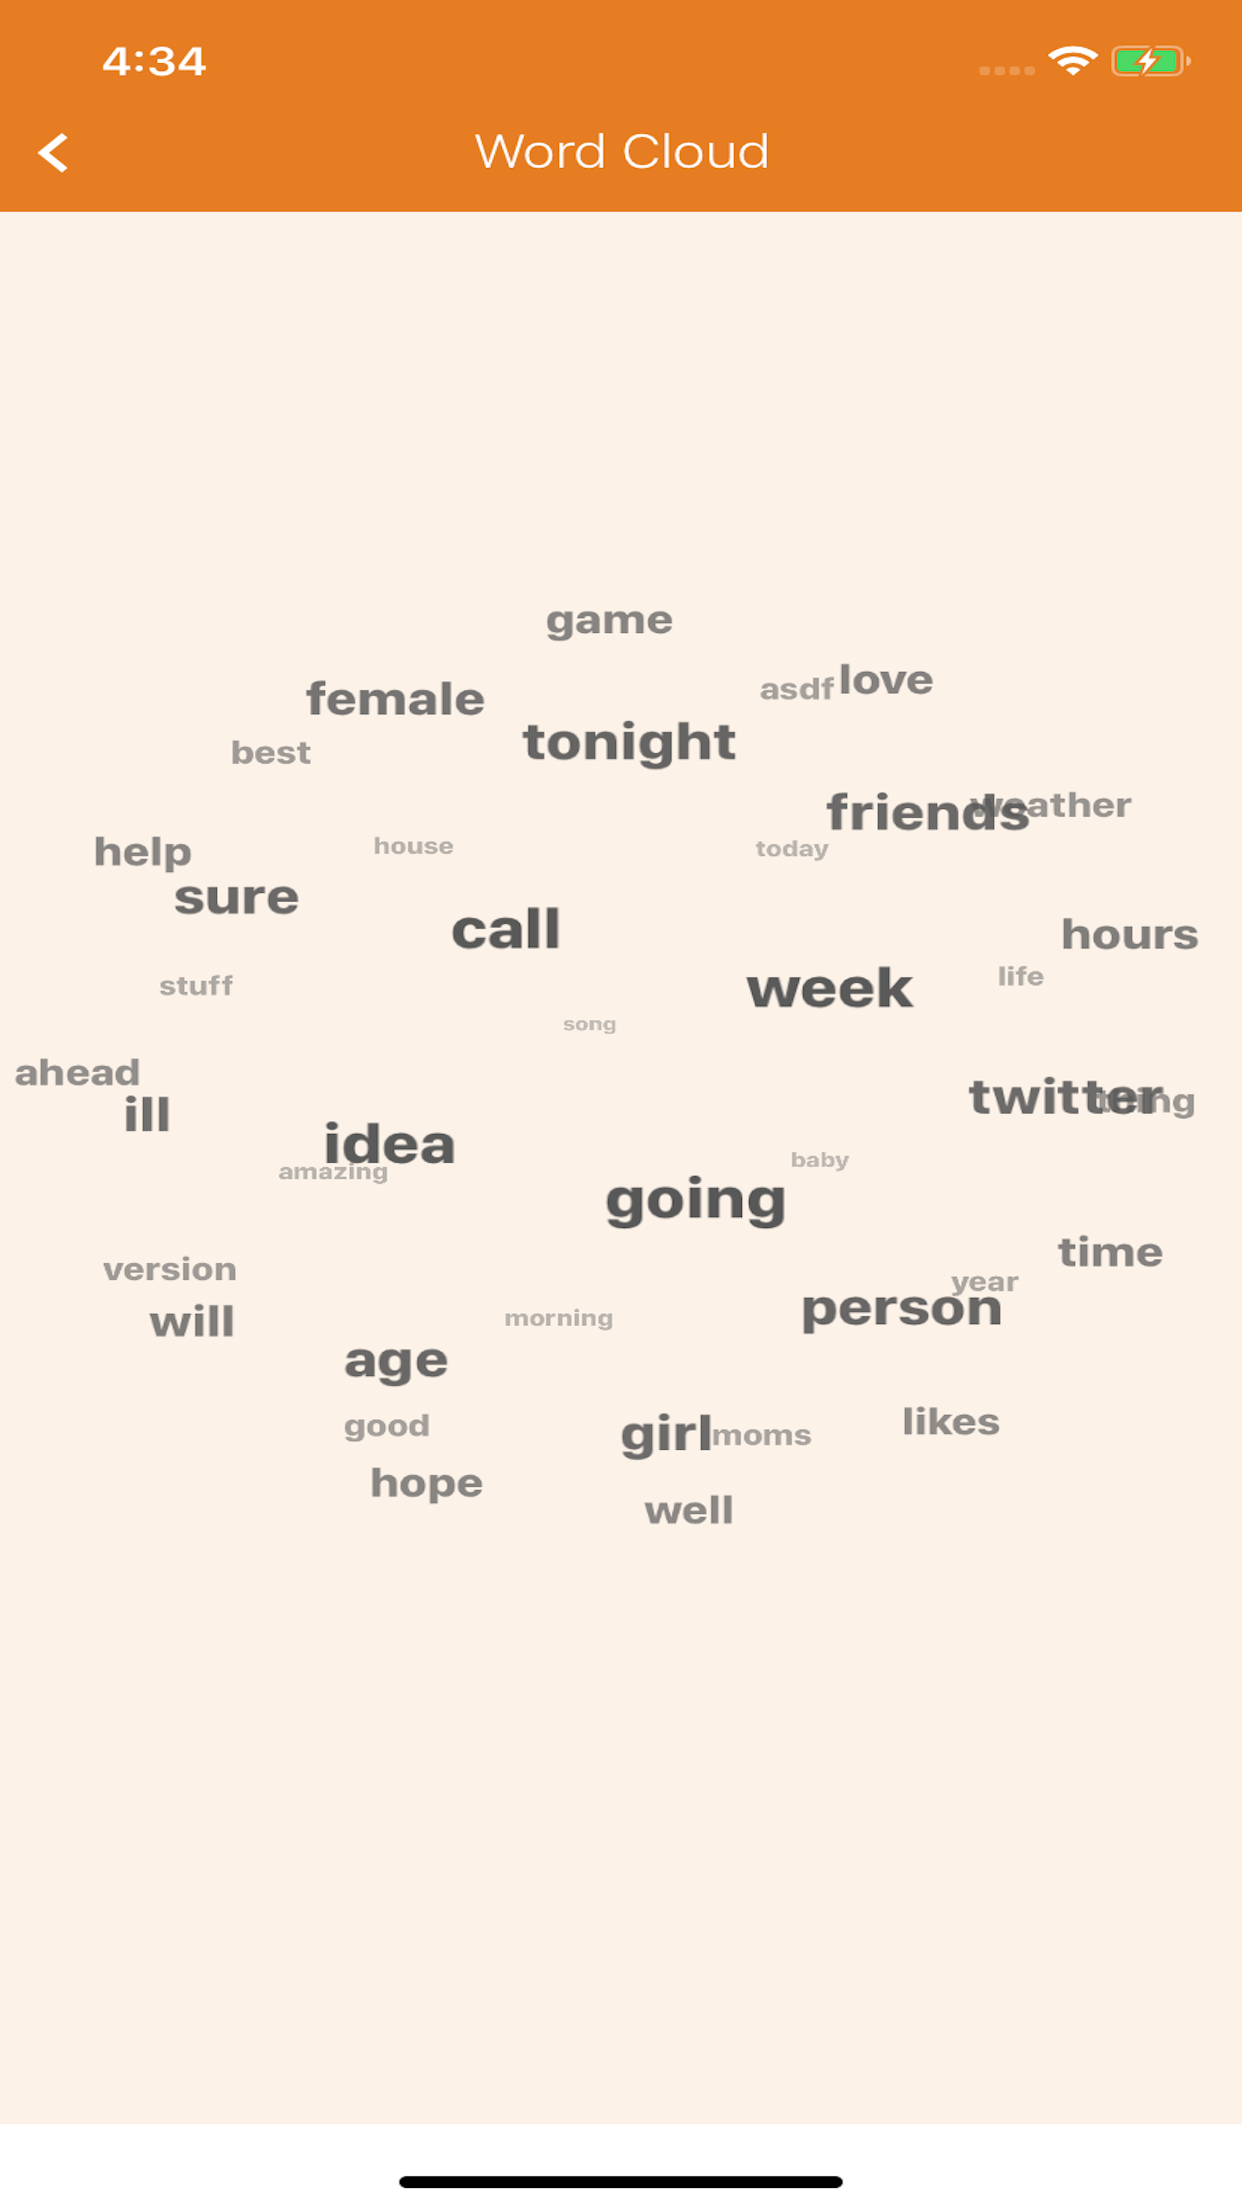 4:34
Word Cloud
game
asdf love
female
tonight
best
friends weather
help house today
sure
call hours
stuff life
week
song
ahead
ill twitter thing
idea
amazing baby
going
time
version year
will morning person
age
good girl moms likes
hope
well